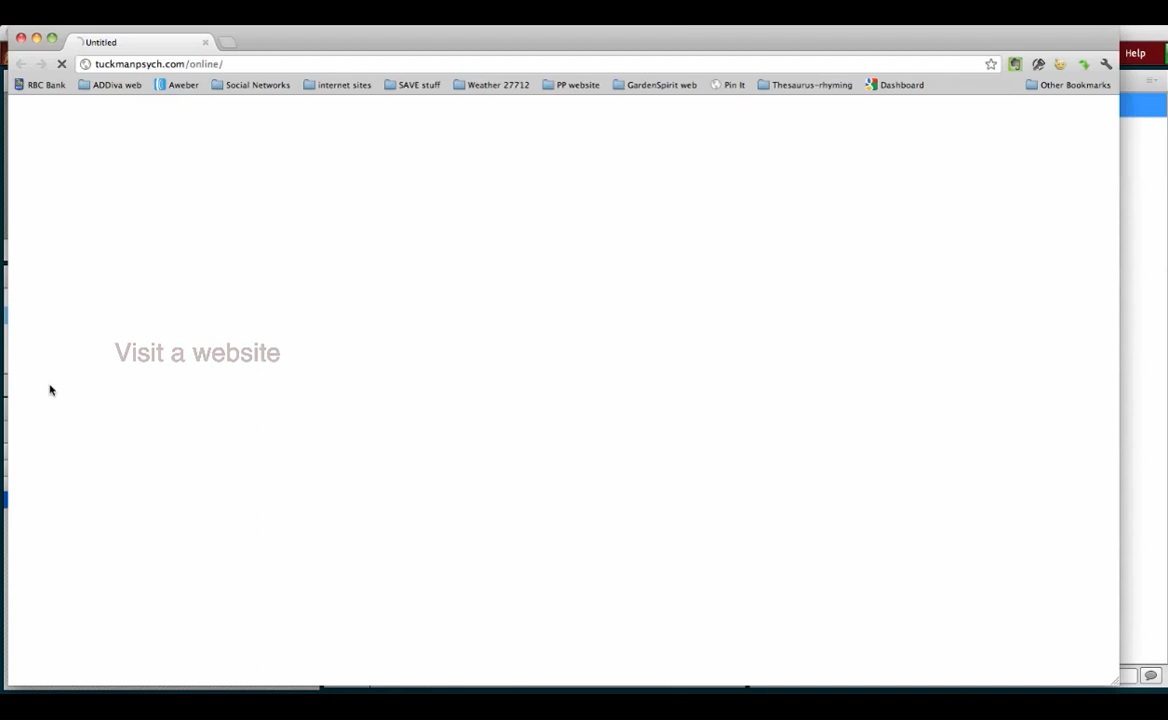 Untitled
Help
tuckmanpsych.com/online/
RBC Bank ADDiva web Aweber Social Networks internet sites SAVE stuff Weather 27712 PP website GardenSpirit web Pin It Thesaurus-rhyming Dashboard Other Bookmarks
Visit a website